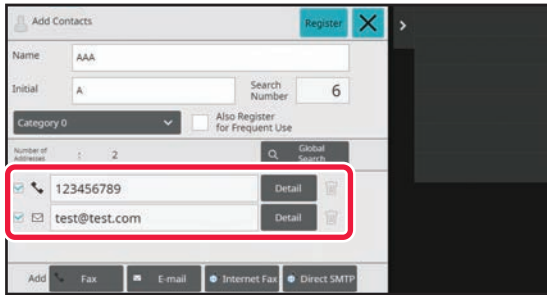 Add Contacts Register
Name AAA
Initial A Search Number 6
Category 0 Also Register for Frequent Use
Number of Addresses : 2 Global Search
123456789 Detail
test@test.com Detail
Add Fax E-mail Internet Fax Direct SMTP